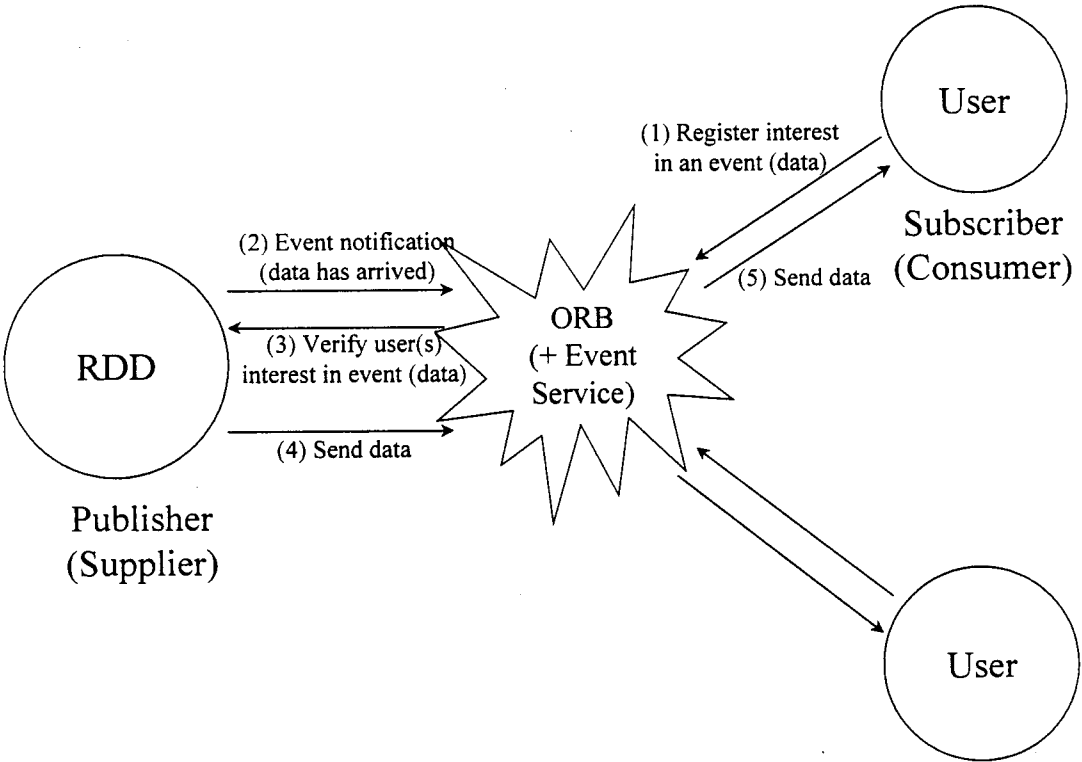 User
(1) Register interest
in an event (data)
Subscriber
(Consumer)
(2) Event notification
(data has arrived)
(5) Send data
ORB
(+ Event
Service)
RDD
(3) Verify user(s)
interest in event (data)
(4) Send data
Publisher
(Supplier)
User